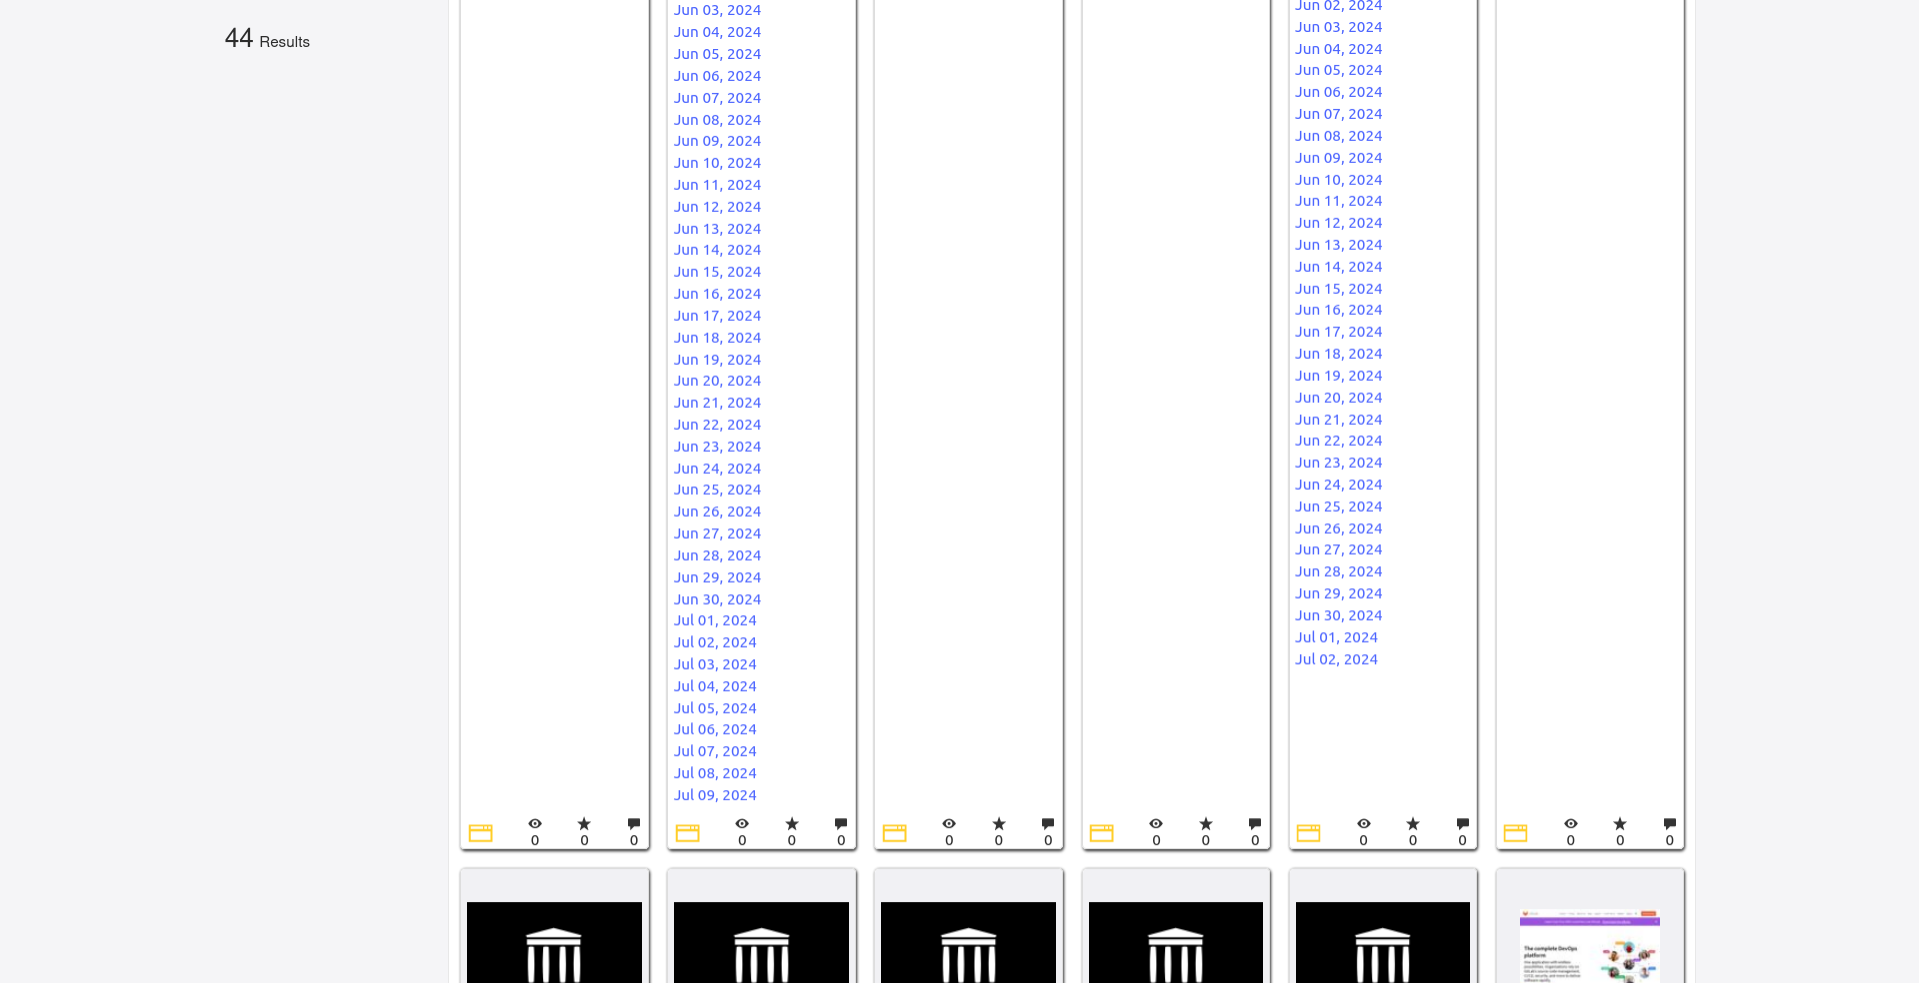 44 Results
Jun 03, 2024
Jun 04, 2024
Jun 05, 2024
Jun 06, 2024
Jun 07, 2024
Jun 08, 2024
Jun 09, 2024
Jun 10, 2024
Jun 11, 2024
Jun 12, 2024
Jun 13, 2024
Jun 14, 2024
Jun 15, 2024
Jun 16, 2024
Jun 17, 2024
Jun 18, 2024
Jun 19, 2024
Jun 20, 2024
Jun 21, 2024
Jun 22, 2024
Jun 23, 2024
Jun 24, 2024
Jun 25, 2024
Jun 26, 2024
Jun 27, 2024
Jun 28, 2024
Jun 29, 2024
Jun 30, 2024
Jul 01, 2024
Jul 02, 2024
Jul 03, 2024
Jul 04, 2024
Jul 05, 2024
Jul 06, 2024
Jul 07, 2024
Jul 08, 2024
Jul 09, 2024
Jun 02, 2024
Jun 03, 2024
Jun 04, 2024
Jun 05, 2024
Jun 06, 2024
Jun 07, 2024
Jun 08, 2024
Jun 09, 2024
Jun 10, 2024
Jun 11, 2024
Jun 12, 2024
Jun 13, 2024
Jun 14, 2024
Jun 15, 2024
Jun 16, 2024
Jun 17, 2024
Jun 18, 2024
Jun 19, 2024
Jun 20, 2024
Jun 21, 2024
Jun 22, 2024
Jun 23, 2024
Jun 24, 2024
Jun 25, 2024
Jun 26, 2024
Jun 27, 2024
Jun 28, 2024
Jun 29, 2024
Jun 30, 2024
Jul 01, 2024
Jul 02, 2024
0 0 0
0 0 0
0 0 0
0 0 0
0 0 0
0 0 0
The complete DevOps
platform